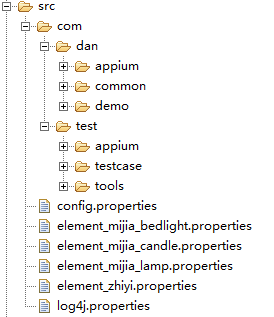 src
com
dan
appium
common
demo
test
appium
testcase
tools
config.properties
element_mijia_bedlight.properties
element_mijia_candle.properties
element_mijia_lamp.properties
element_zhiyi.properties
log4j.properties